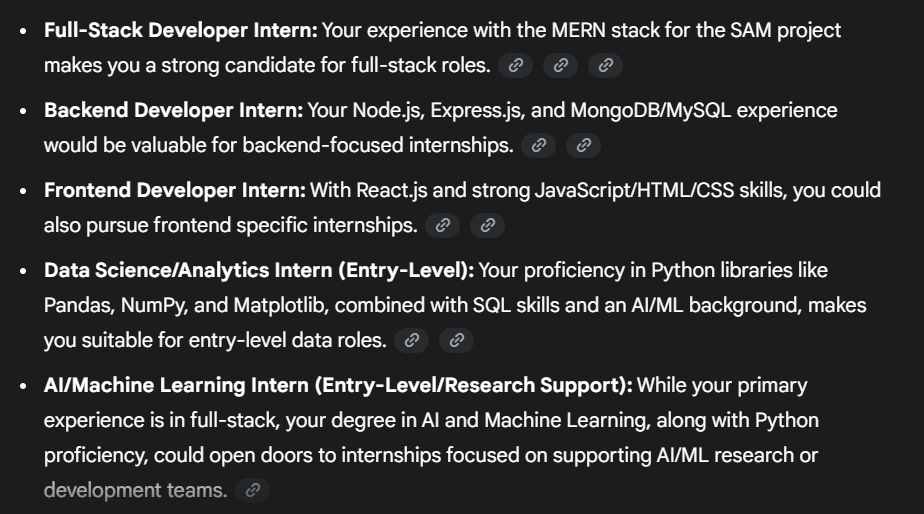 • Full-Stack Developer Intern: Your experience with the MERN stack for the SAM project
makes you a strong candidate for full-stack roles.
• Backend Developer Intern: Your Node.js, Express.js, and MongoDB/MySQL experience
would be valuable for backend-focused internships.
• Frontend Developer Intern: With React.js and strong JavaScript/HTML/CSS skills, you could
also pursue frontend specific internships.
• Data Science/Analytics Intern (Entry-Level): Your proficiency in Python libraries like
Pandas, NumPy, and Matplotlib, combined with SQL skills and an AI/ML background, makes
you suitable for entry-level data roles.
• AI/Machine Learning Intern (Entry-Level/Research Support): While your primary
experience is in full-stack, your degree in AI and Machine Learning, along with Python
proficiency, could open doors to internships focused on supporting AI/ML research or
development teams.